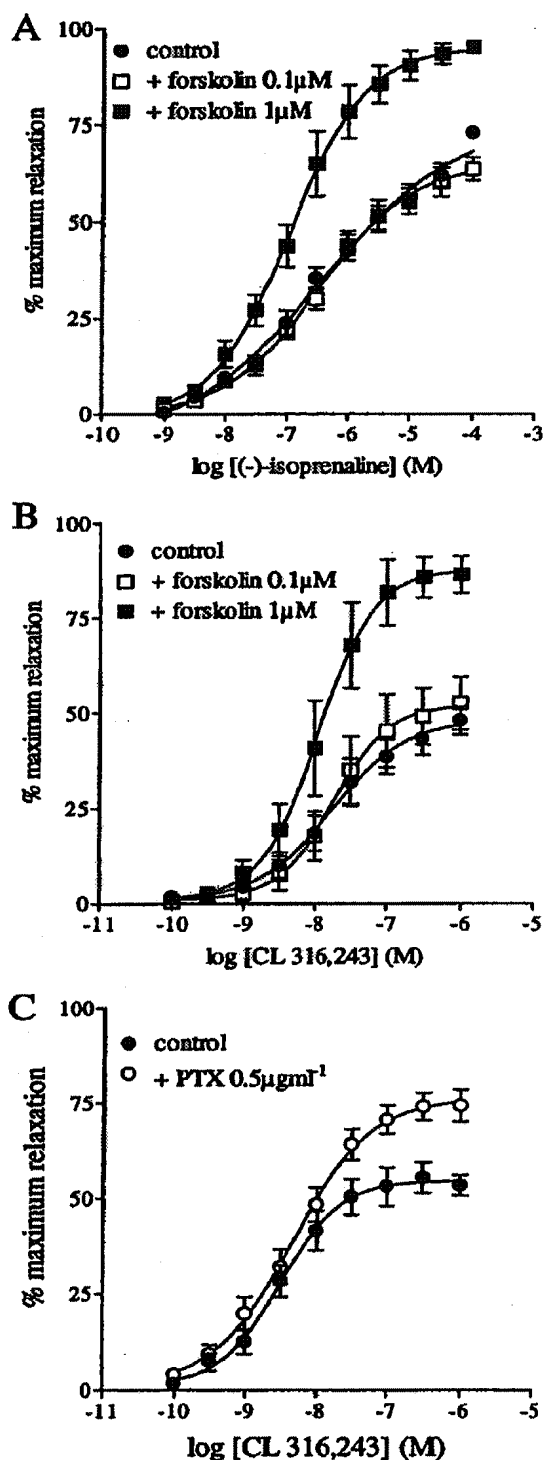 A
100
75
50
25
0
% maximum relaxation
control
+ forskolin 0.1µM
+ forskolin 1µM
-10 -9 -8 -7 -6 -5 -4 -3
log [(-)-isoprenaline] (M)
B
100
75
50
25
0
% maximum relaxation
control
+ forskolin 0.1µM
+ forskolin 1µM
-11 -10 -9 -8 -7 -6 -5
log [CL 316,243] (M)
C
100
75
50
25
0
% maximum relaxation
control
+ PTX 0.5µgml⁻¹
-11 -10 -9 -8 -7 -6 -5
log [CL 316,243] (M)